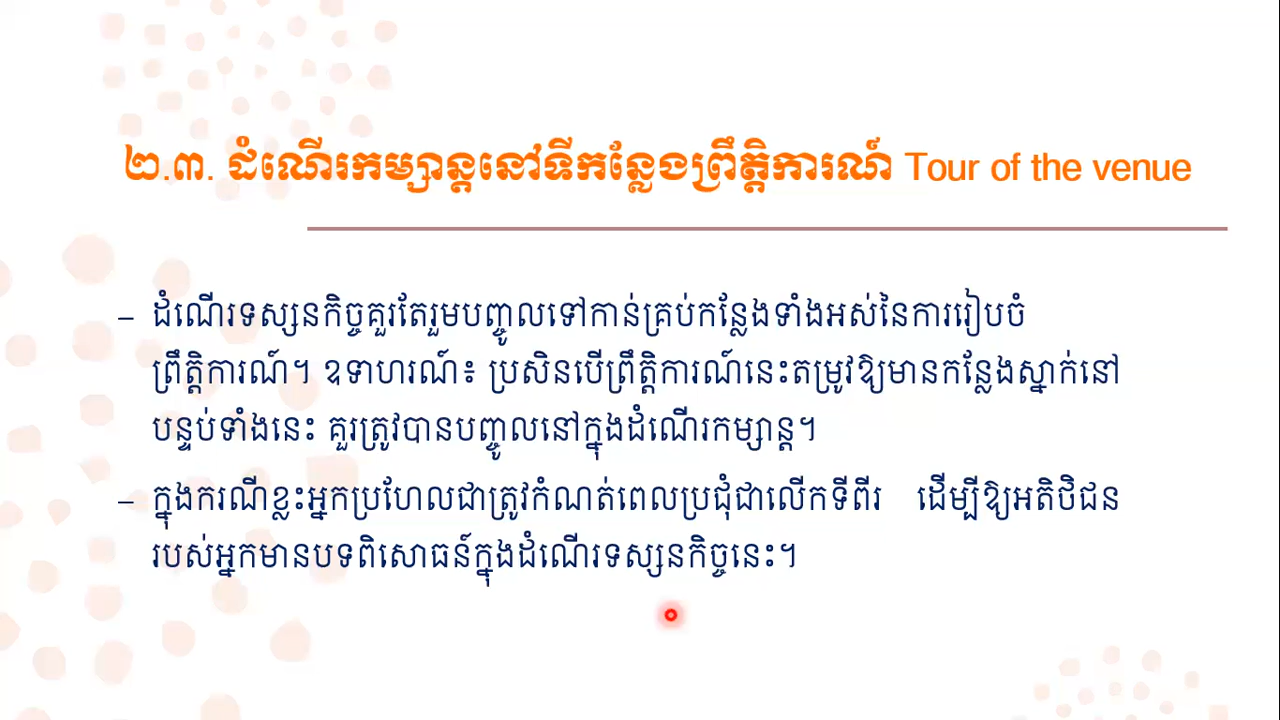 ២.៣. ដំណើរកម្សាន្តនៅទីកន្លែងព្រឹត្តិការណ៍ Tour of the venue
– ដំណើរទស្សនកិច្ចគួរតែរួមបញ្ចូលទៅកាន់គ្រប់កន្លែងទាំងអស់នៃការរៀបចំ
ព្រឹត្តិការណ៍។ ឧទាហរណ៍៖ ប្រសិនបើព្រឹត្តិការណ៍នេះតម្រូវឱ្យមានកន្លែងស្នាក់នៅ
បន្ទប់ទាំងនេះ គួរត្រូវបានបញ្ចូលនៅក្នុងដំណើរកម្សាន្ត។
– ក្នុងករណីខ្លះអ្នកប្រហែលជាត្រូវកំណត់ពេលប្រជុំជាលើកទីពីរ ដើម្បីឱ្យអតិថិជន
របស់អ្នកមានបទពិសោធន៍ក្នុងដំណើរទស្សនកិច្ចនេះ។